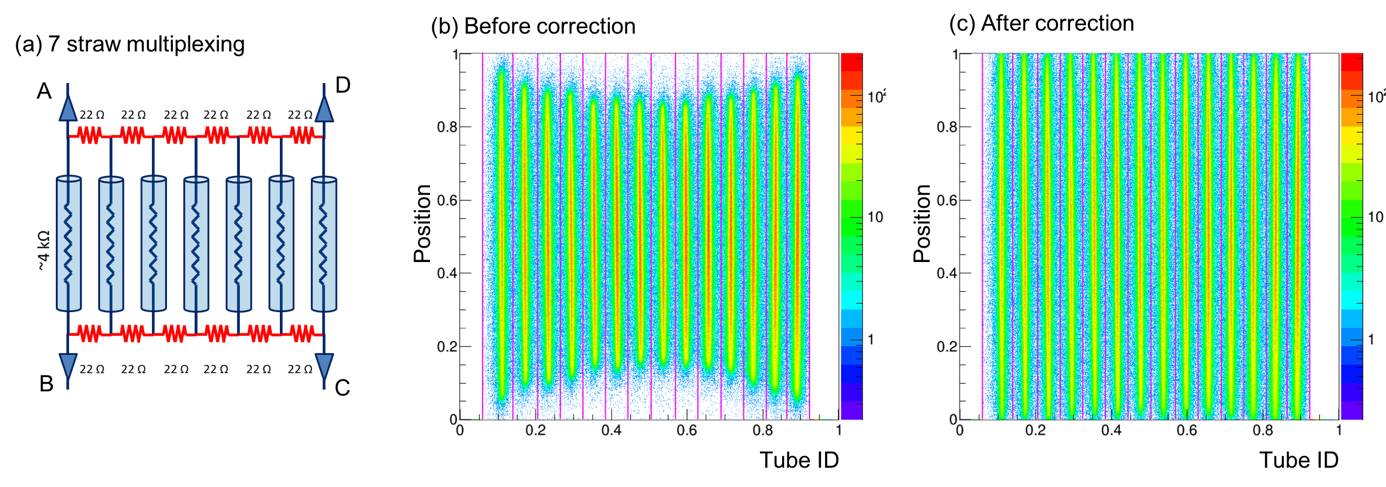 (a) 7 straw multiplexing
A
D
22 Ω 22 Ω 22 Ω 22 Ω 22 Ω 22 Ω
~4 kΩ
22 Ω 22 Ω 22 Ω 22 Ω 22 Ω 22 Ω
B
C
(b) Before correction
Position
1
0.8
0.6
0.4
0.2
0
0 0.2 0.4 0.6 0.8 1
Tube ID
10²
10
1
(c) After correction
Position
1
0.8
0.6
0.4
0.2
0
0 0.2 0.4 0.6 0.8 1
Tube ID
10²
10
1